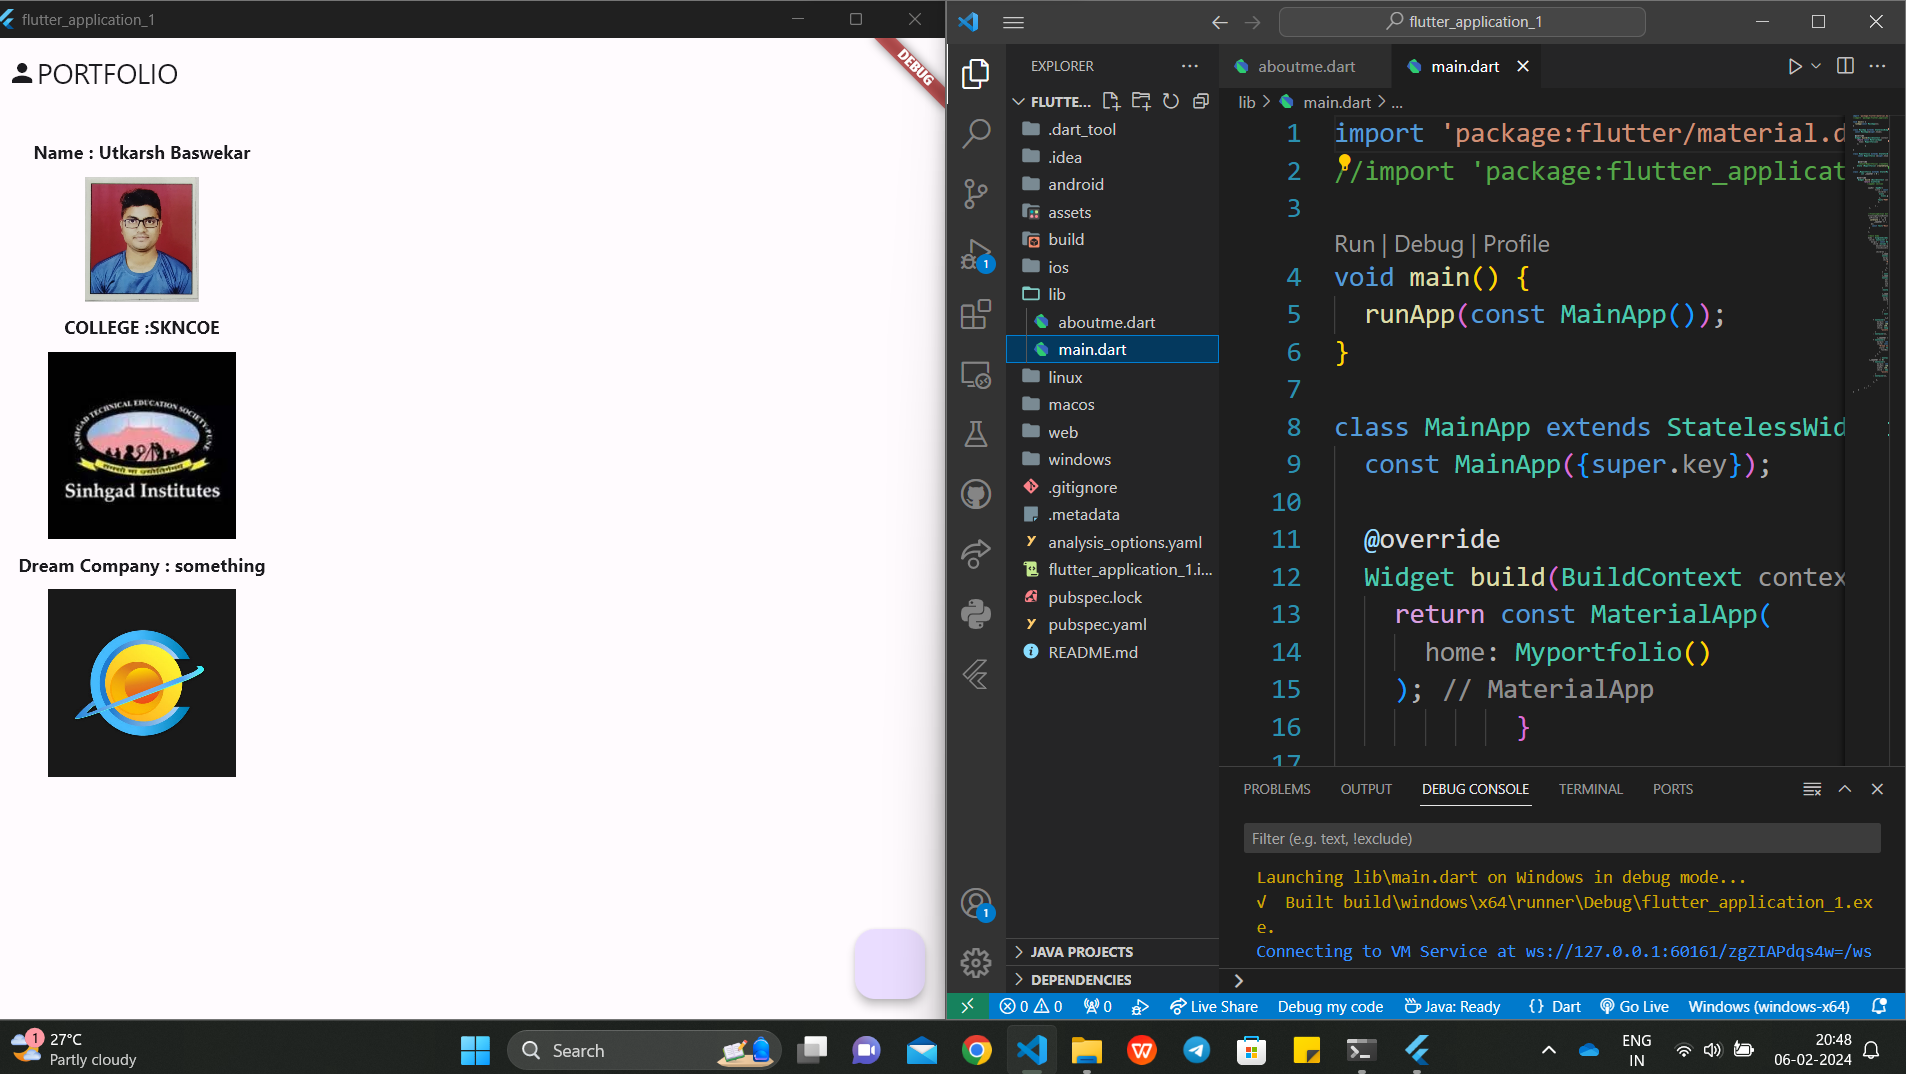 flutter_application_1
DEBUG
PORTFOLIO
Name : Utkarsh Baswekar
COLLEGE :SKNCOE
SINHGAD TECHNICAL EDUCATION SOCIETY-PUNE
Sinhgad Institutes
Dream Company : something
flutter_application_1
EXPLORER
aboutme.dart
main.dart
FLUTTE...
lib > main.dart > ...
.dart_tool
.idea
android
assets
build
ios
lib
aboutme.dart
main.dart
linux
macos
web
windows
.gitignore
.metadata
analysis_options.yaml
flutter_application_1.i...
pubspec.lock
pubspec.yaml
README.md
JAVA PROJECTS
DEPENDENCIES
1
1
1 import 'package:flutter/material.d
2 //import 'package:flutter_applicat
3
Run | Debug | Profile
4 void main() {
5 runApp(const MainApp());
6 }
7
8 class MainApp extends StatelessWid
9 const MainApp({super.key});
10
11 @override
12 Widget build(BuildContext contex
13 return const MaterialApp(
14 home: Myportfolio()
15 ); // MaterialApp
16 }
17
PROBLEMS OUTPUT DEBUG CONSOLE TERMINAL PORTS
Filter (e.g. text, !exclude)
Launching lib\main.dart on Windows in debug mode...
√ Built build\windows\x64\runner\Debug\flutter_application_1.ex
e.
Connecting to VM Service at ws://127.0.0.1:60161/zgZIAPdqs4w=/ws
0 0 0 Live Share Debug my code Java: Ready {} Dart Go Live Windows (windows-x64)
1
27°C
Partly cloudy
Search
ENG
IN
20:48
06-02-2024